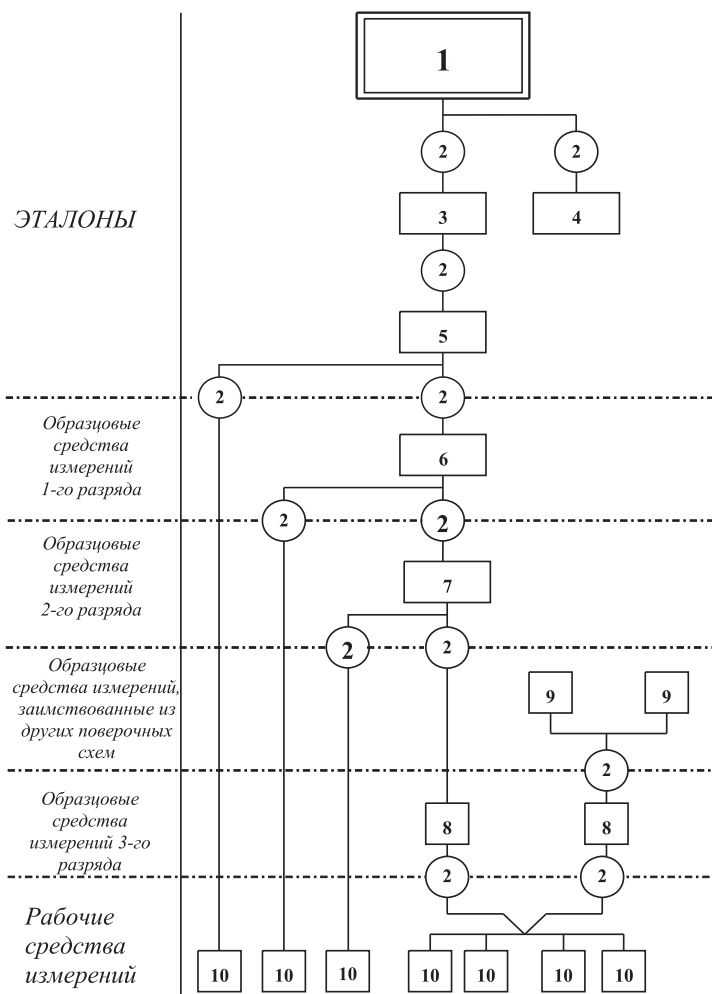 1
2 2
ЭТАЛОНЫ 3 4
2
5
2 2
Образцовые
средства
измерений
1-го разряда
6
2 2
Образцовые
средства
измерений
2-го разряда
7
2 2
Образцовые
средства измерений,
заимствованные из
других поверочных
схем
9 9
2
Образцовые
средства
измерений 3-го
разряда
8 8
2 2
Рабочие
средства
измерений
10 10 10 10 10 10 10